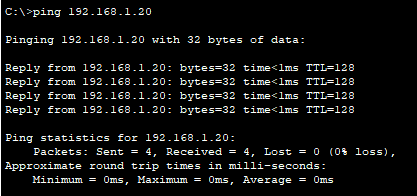 C:\>ping 192.168.1.20
Pinging 192.168.1.20 with 32 bytes of data:
Reply from 192.168.1.20: bytes=32 time<1ms TTL=128
Reply from 192.168.1.20: bytes=32 time<1ms TTL=128
Reply from 192.168.1.20: bytes=32 time<1ms TTL=128
Reply from 192.168.1.20: bytes=32 time<1ms TTL=128
Ping statistics for 192.168.1.20:
    Packets: Sent = 4, Received = 4, Lost = 0 (0% loss),
Approximate round trip times in milli-seconds:
    Minimum = 0ms, Maximum = 0ms, Average = 0ms